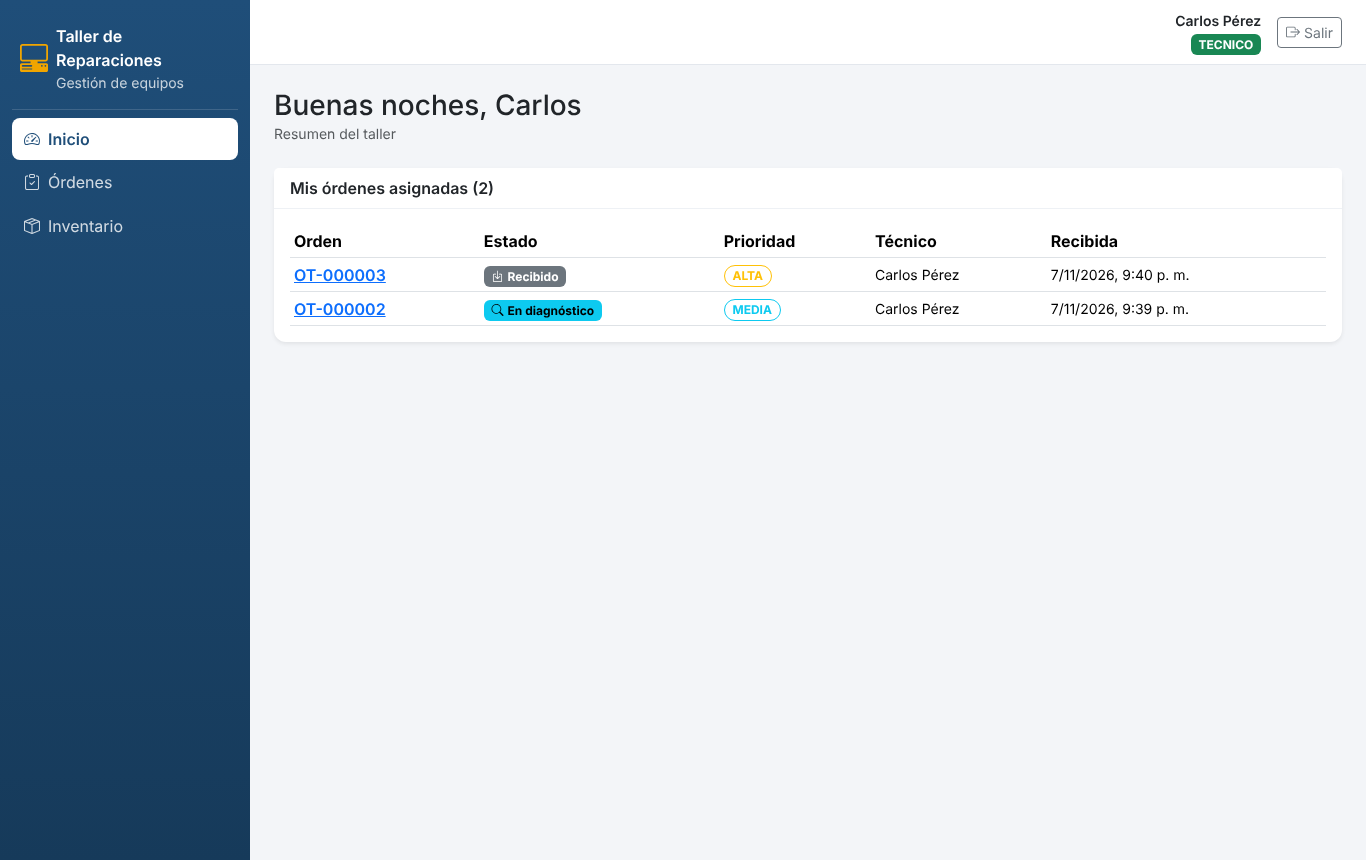 Taller de
Reparaciones
Gestión de equipos
Inicio
Órdenes
Inventario
Carlos Pérez
TECNICO
Salir
Buenas noches, Carlos
Resumen del taller
Mis órdenes asignadas (2)
Orden Estado Prioridad Técnico Recibida
OT-000003 Recibido ALTA Carlos Pérez 7/11/2026, 9:40 p. m.
OT-000002 En diagnóstico MEDIA Carlos Pérez 7/11/2026, 9:39 p. m.